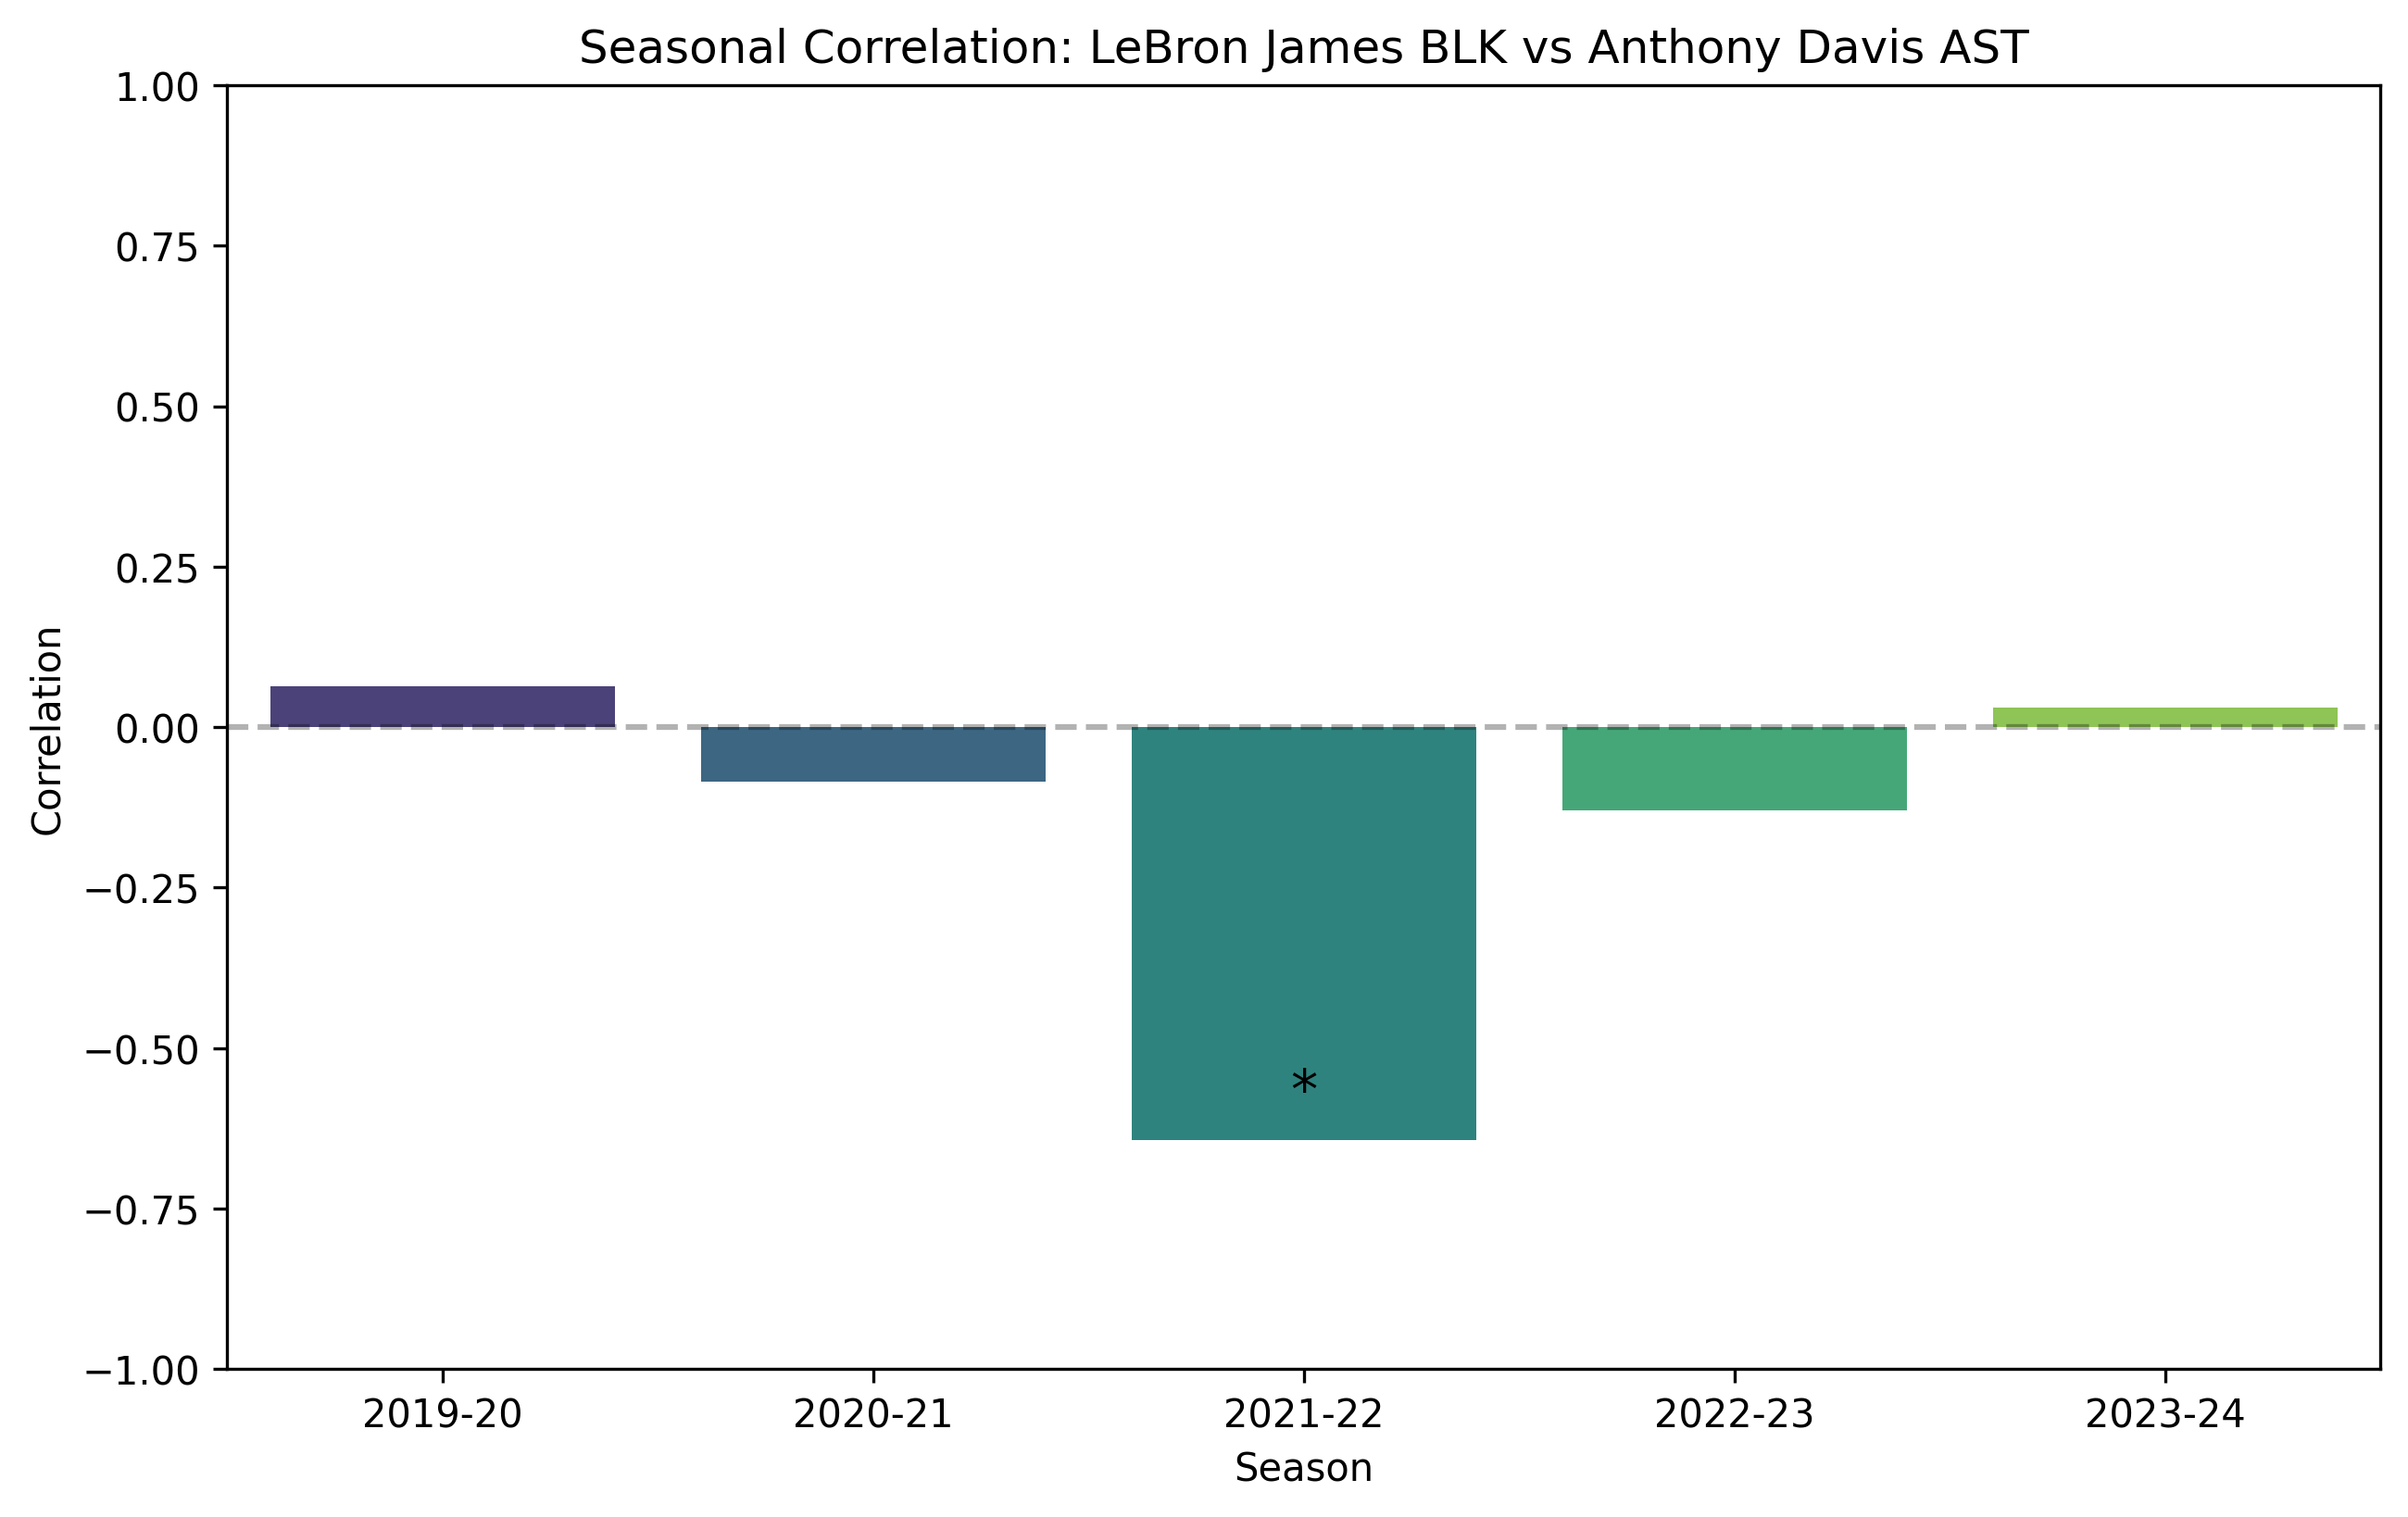 Seasonal Correlation: LeBron James BLK vs Anthony Davis AST
1.00
0.75
0.50
0.25
0.00
−0.25
−0.50
−0.75
−1.00
Correlation
*
2019-20 2020-21 2021-22 2022-23 2023-24
Season